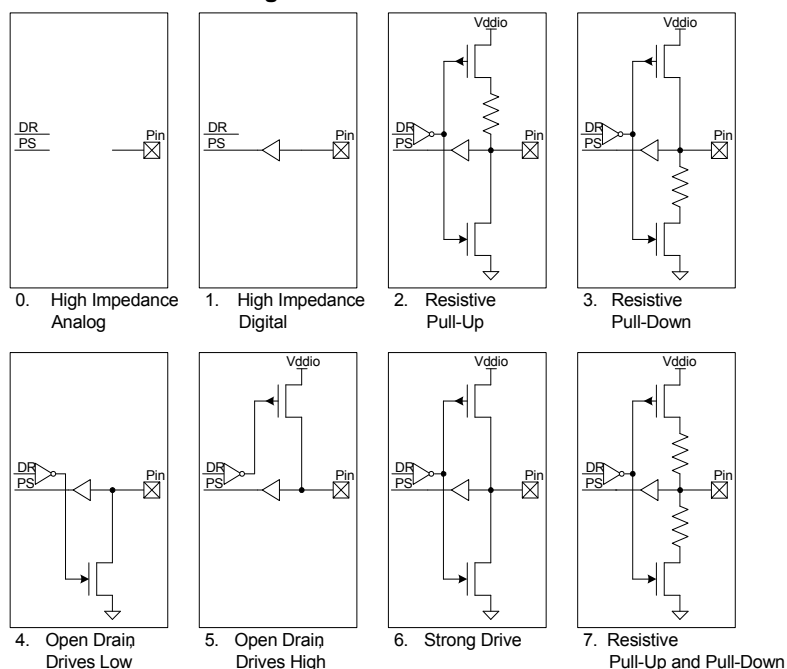 Vddio
Vddio
DR
PS
Pin
DR
PS
Pin
DR
PS
Pin
DR
PS
Pin
0. High Impedance
Analog
1. High Impedance
Digital
2. Resistive
Pull-Up
3. Resistive
Pull-Down
Vddio
Vddio
Vddio
DR
PS
Pin
DR
PS
Pin
DR
PS
Pin
DR
PS
Pin
4. Open Drain,
Drives Low
5. Open Drain,
Drives High
6. Strong Drive
7. Resistive
Pull-Up and Pull-Down